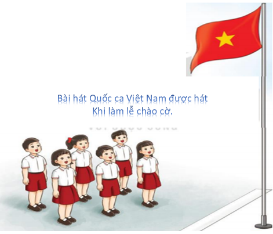 Bài hát Quốc ca Việt Nam được hát
Khi làm lễ chào cờ.